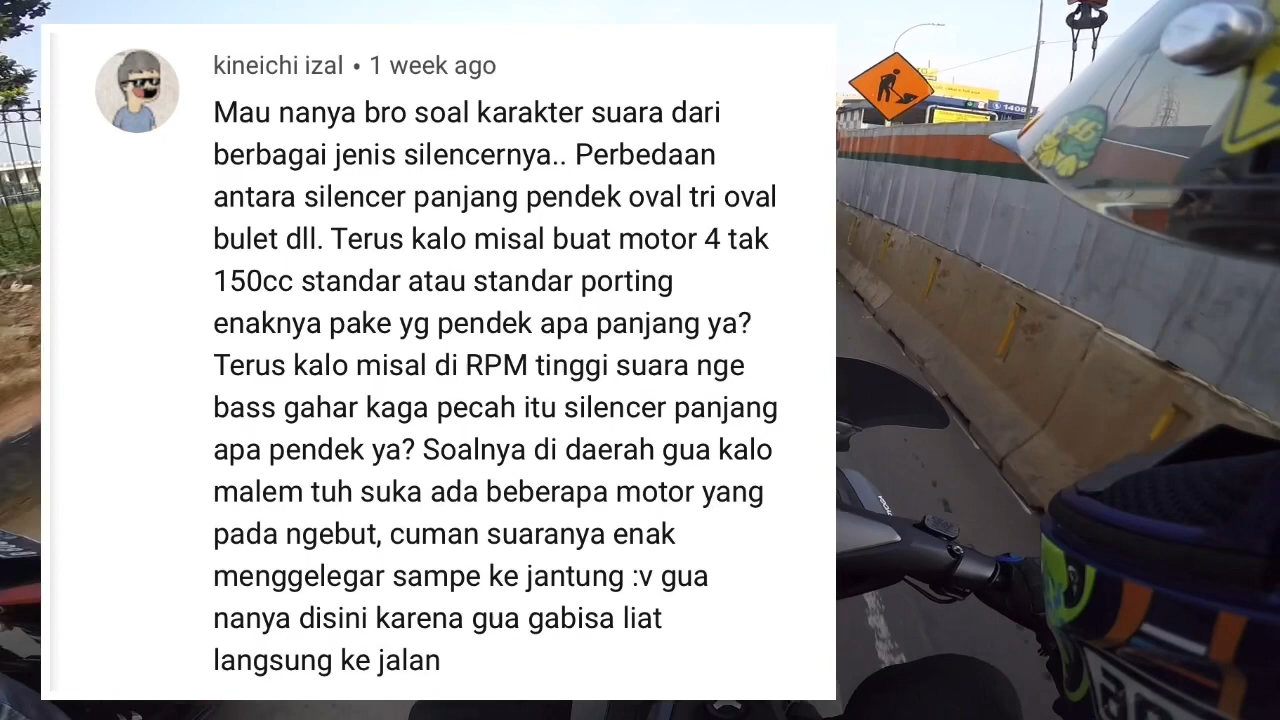 kineichi izal • 1 week ago
Mau nanya bro soal karakter suara dari
berbagai jenis silencernya.. Perbedaan
antara silencer panjang pendek oval tri oval
bulet dll. Terus kalo misal buat motor 4 tak
150cc standar atau standar porting
enaknya pake yg pendek apa panjang ya?
Terus kalo misal di RPM tinggi suara nge
bass gahar kaga pecah itu silencer panjang
apa pendek ya? Soalnya di daerah gua kalo
malem tuh suka ada beberapa motor yang
pada ngebut, cuman suaranya enak
menggelegar sampe ke jantung :v gua
nanya disini karena gua gabisa liat
langsung ke jalan